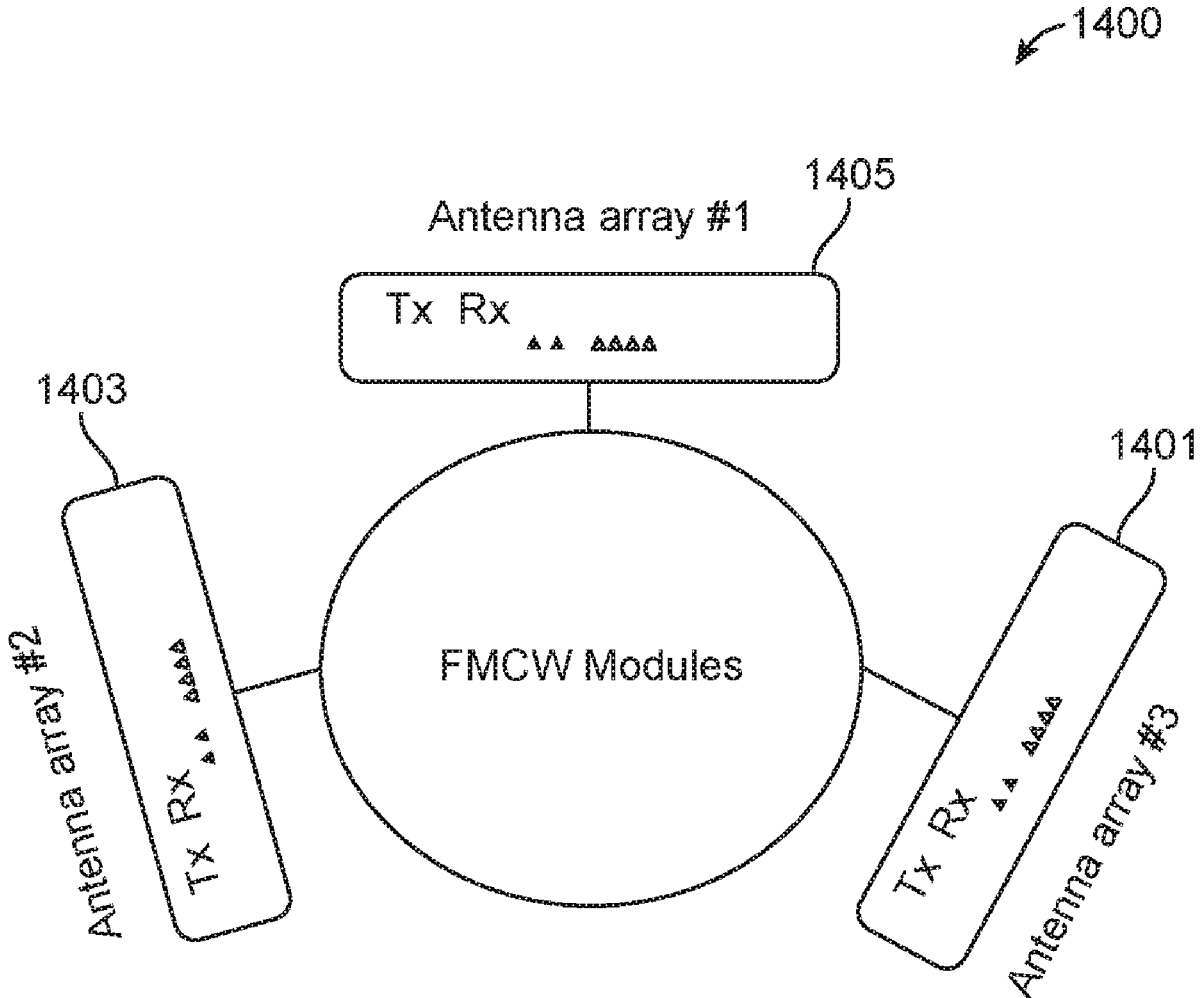 1400
1405
Antenna array #1
Tx Rx
1403
1401
FMCW Modules
Antenna array #2
Tx Rx
Tx Rx
Antenna array #3